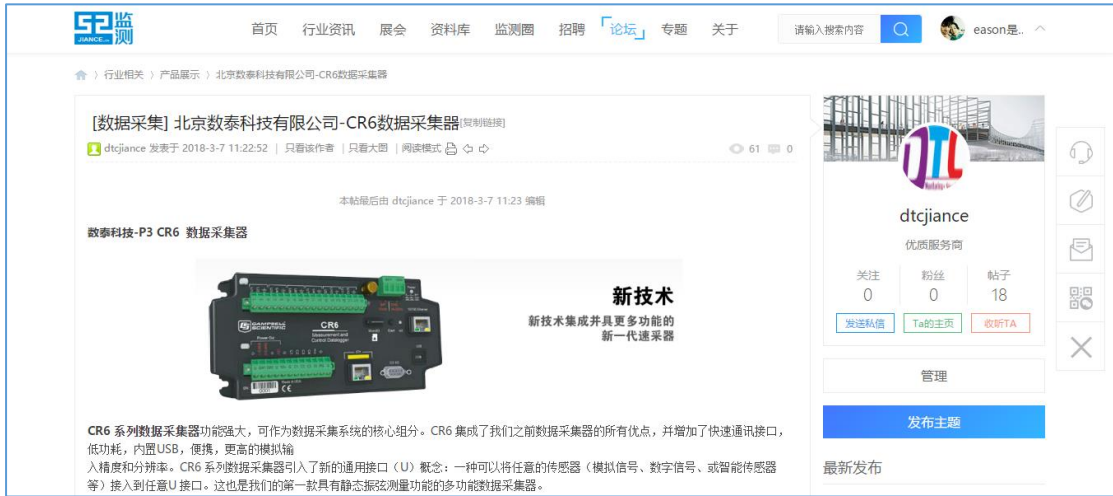 监测
JIANCE
首页 行业资讯 展会 资料库 监测圈 招聘 「论坛」 专题 关于
请输入搜索内容
eason是..
〉行业相关 〉产品展示 〉北京数泰科技有限公司-CR6数据采集器
[数据采集] 北京数泰科技有限公司-CR6数据采集器[复制链接]
dtcjiance 发表于 2018-3-7 11:22:52 | 只看该作者 | 只看大图 | 阅读模式
61 0
本帖最后由 dtcjiance 于 2018-3-7 11:23 编辑
数泰科技-P3 CR6 数据采集器
CAMPBELL
SCIENTIFIC
CR6
Measurement and
Control Datalogger
新技术
新技术集成并具更多功能的
新一代速采器
CR6 系列数据采集器功能强大，可作为数据采集系统的核心组分。CR6 集成了我们之前数据采集器的所有优点，并增加了快速通讯接口，
低功耗，内置USB，便携，更高的模拟输
入精度和分辨率。CR6 系列数据采集器引入了新的通用接口（U）概念：一种可以将任意的传感器（模拟信号、数字信号、或智能传感器
等）接入到任意U 接口。这也是我们的第一款具有静态振弦测量功能的多功能数据采集器。
DTL
dtcjiance
优质服务商
关注 粉丝 帖子
0 0 18
发送私信 Ta的主页 收听TA
管理
发布主题
最新发布